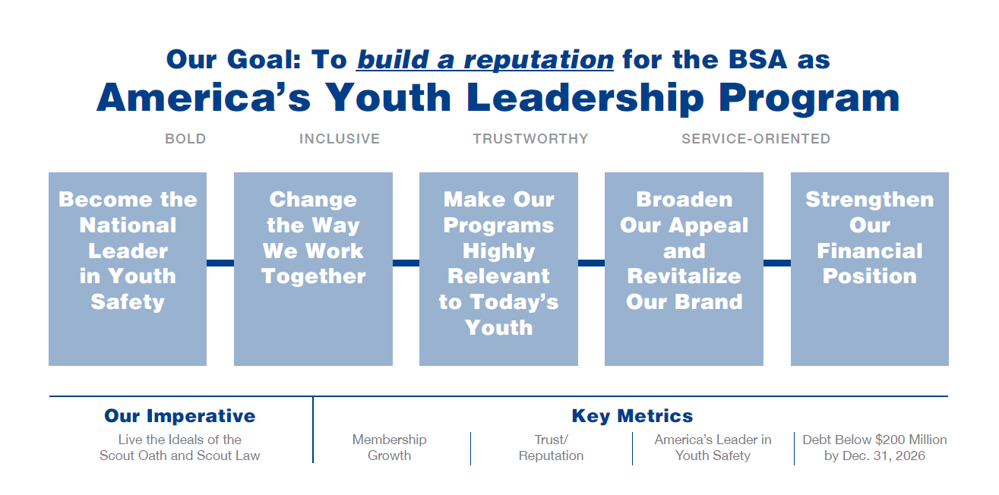 Our Goal: To build a reputation for the BSA as
America’s Youth Leadership Program
BOLD INCLUSIVE TRUSTWORTHY SERVICE-ORIENTED
Become the
National
Leader
in Youth
Safety
Change
the Way
We Work
Together
Make Our
Programs
Highly
Relevant
to Today’s
Youth
Broaden
Our Appeal
and
Revitalize
Our Brand
Strengthen
Our
Financial
Position
Our Imperative
Live the Ideals of the
Scout Oath and Scout Law
Key Metrics
Membership
Growth
Trust/
Reputation
America’s Leader in
Youth Safety
Debt Below $200 Million
by Dec. 31, 2026